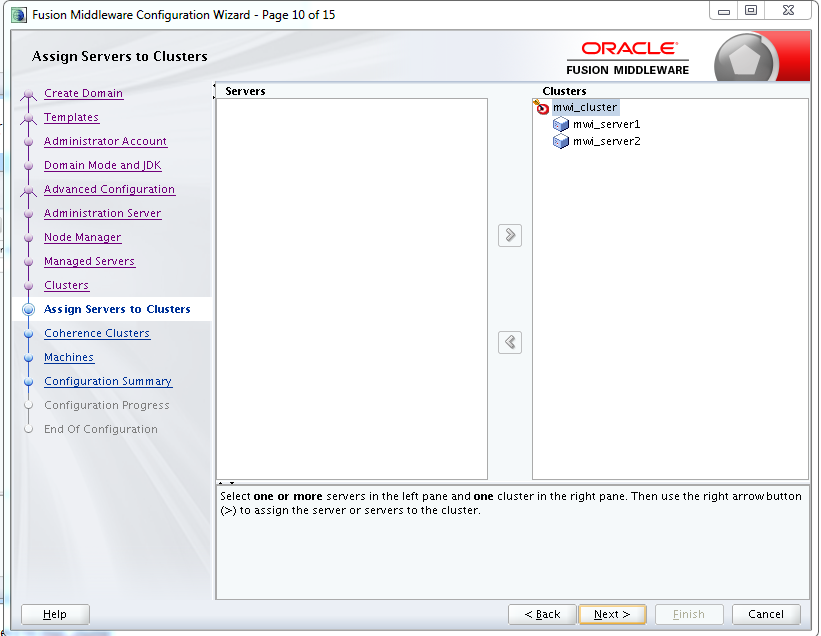 Fusion Middleware Configuration Wizard - Page 10 of 15
Assign Servers to Clusters
ORACLE®
FUSION MIDDLEWARE
Create Domain
Templates
Administrator Account
Domain Mode and JDK
Advanced Configuration
Administration Server
Node Manager
Managed Servers
Clusters
Assign Servers to Clusters
Coherence Clusters
Machines
Configuration Summary
Configuration Progress
End Of Configuration
Servers
Clusters
mwi_cluster
mwi_server1
mwi_server2
Select one or more servers in the left pane and one cluster in the right pane. Then use the right arrow button
(>) to assign the server or servers to the cluster.
Help
< Back
Next >
Finish
Cancel